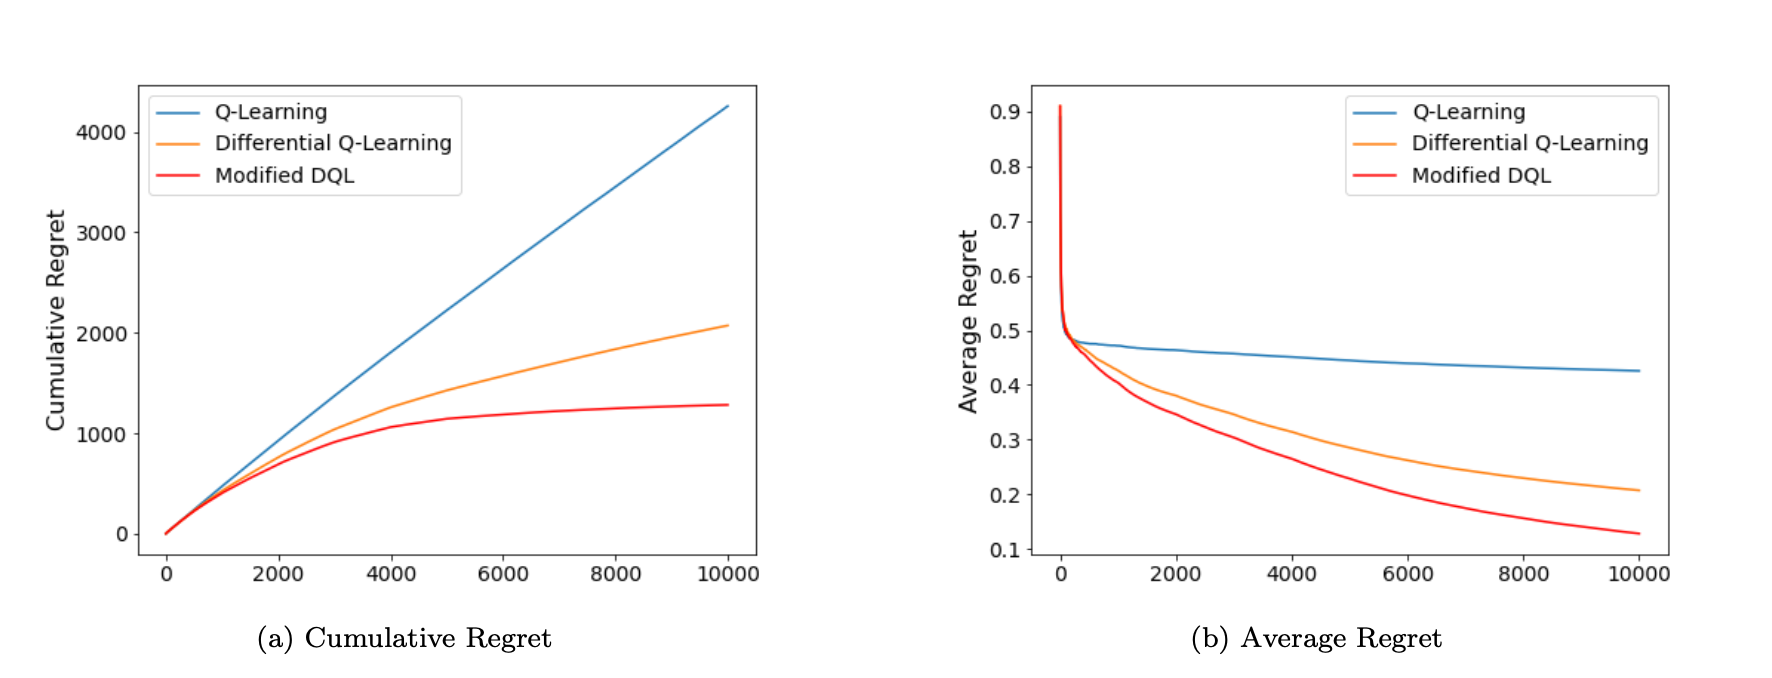 Q-Learning
Differential Q-Learning
Modified DQL
Cumulative Regret
4000
3000
2000
1000
0
0 2000 4000 6000 8000 10000
(a) Cumulative Regret
Q-Learning
Differential Q-Learning
Modified DQL
Average Regret
0.9
0.8
0.7
0.6
0.5
0.4
0.3
0.2
0.1
0 2000 4000 6000 8000 10000
(b) Average Regret